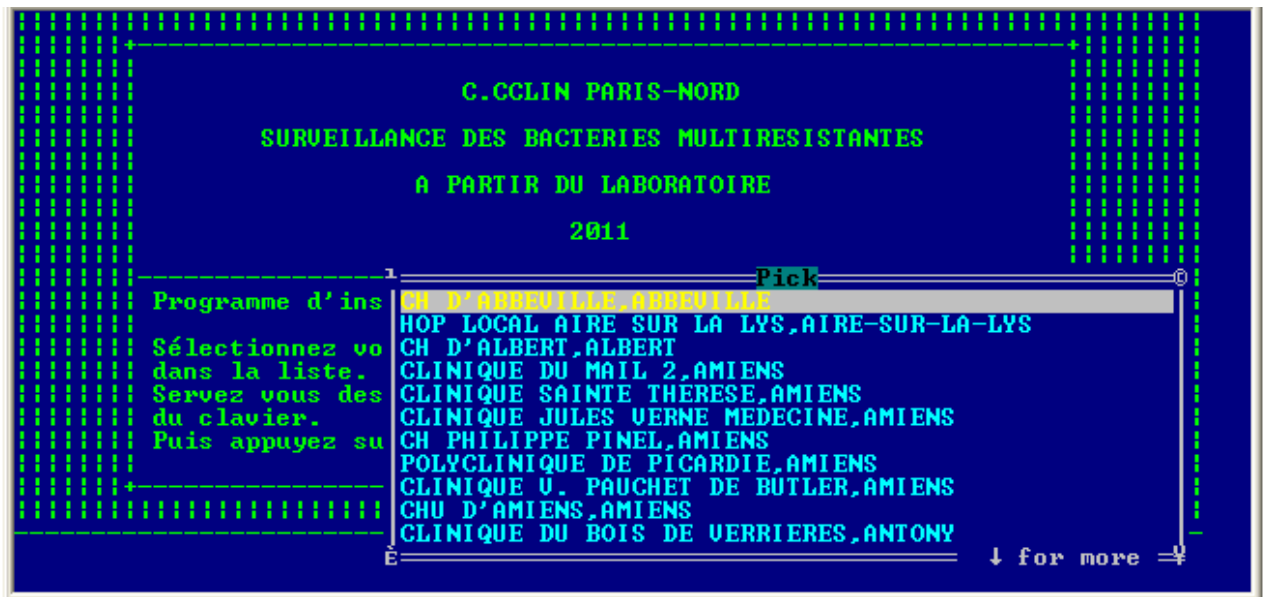 C.CCLIN PARIS-NORD
SURVEILLANCE DES BACTERIES MULTIRESISTANTES
A PARTIR DU LABORATOIRE
2011
Pick
Programme d'ins
Sélectionnez vo
dans la liste.
Servez vous des
du clavier.
Puis appuyez su
CH D'ABBEVILLE,ABBEVILLE
HOP LOCAL AIRE SUR LA LYS,AIRE-SUR-LA-LYS
CH D'ALBERT,ALBERT
CLINIQUE DU MAIL 2,AMIENS
CLINIQUE SAINTE THERESE,AMIENS
CLINIQUE JULES VERNE MEDECINE,AMIENS
CH PHILIPPE PINEL,AMIENS
POLYCLINIQUE DE PICARDIE,AMIENS
CLINIQUE V. PAUCHET DE BUTLER,AMIENS
CHU D'AMIENS,AMIENS
CLINIQUE DU BOIS DE VERRIERES,ANTONY
↓ for more